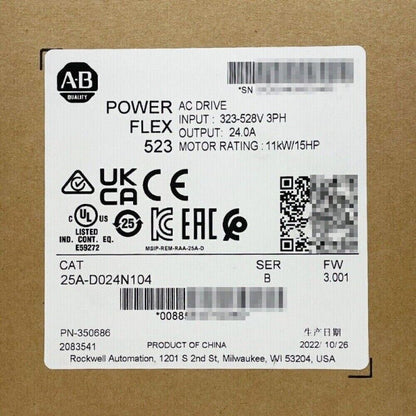 A-B
QUALITY
*SN
POWER FLEX 523
AC DRIVE
INPUT: 323-528V 3PH
OUTPUT: 24.0A
MOTOR RATING: 11kW/15HP
UK CA CE
25
EAC
C UL US
LISTED
IND. CONT. EQ.
E59272
MSIP-REM-RAA-25A-D
CAT SER FW
25A-D024N104 B 3.001
*0088
PN-350686 生产日期
2083541 PRODUCT OF CHINA 2022/10/26
Rockwell Automation, 1201 S 2nd St, Milwaukee, WI 53204, USA